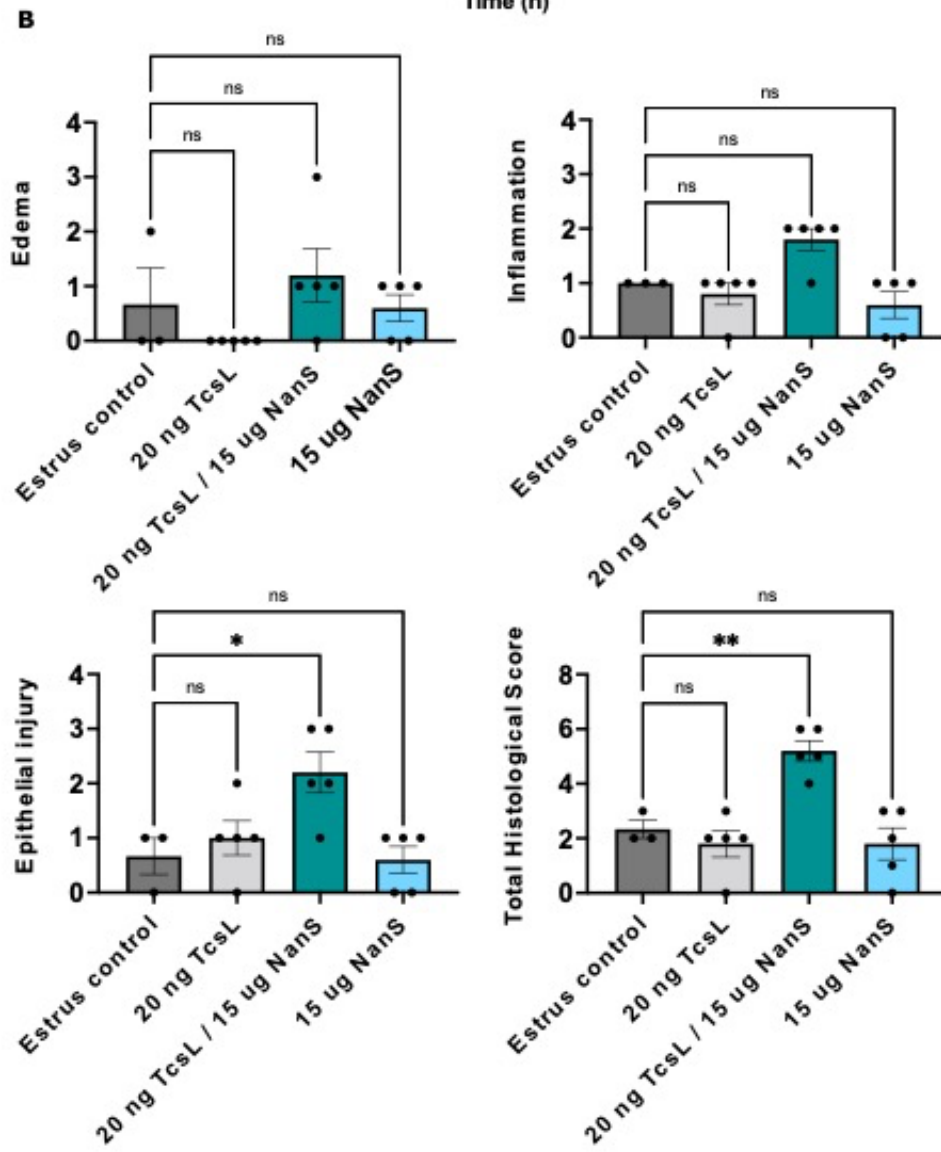 Time (h)
B
ns
ns
ns
Edema
4
3
2
1
0
Estrus control
20 ng TcsL
20 ng TcsL / 15 ug NanS
15 ug NanS
ns
ns
ns
Inflammation
4
3
2
1
0
Estrus control
20 ng TcsL
20 ng TcsL / 15 ug NanS
15 ug NanS
ns
*
ns
Epithelial injury
4
3
2
1
0
Estrus control
20 ng TcsL
20 ng TcsL / 15 ug NanS
15 ug NanS
ns
**
ns
Total Histological Score
8
6
4
2
0
Estrus control
20 ng TcsL
20 ng TcsL / 15 ug NanS
15 ug NanS